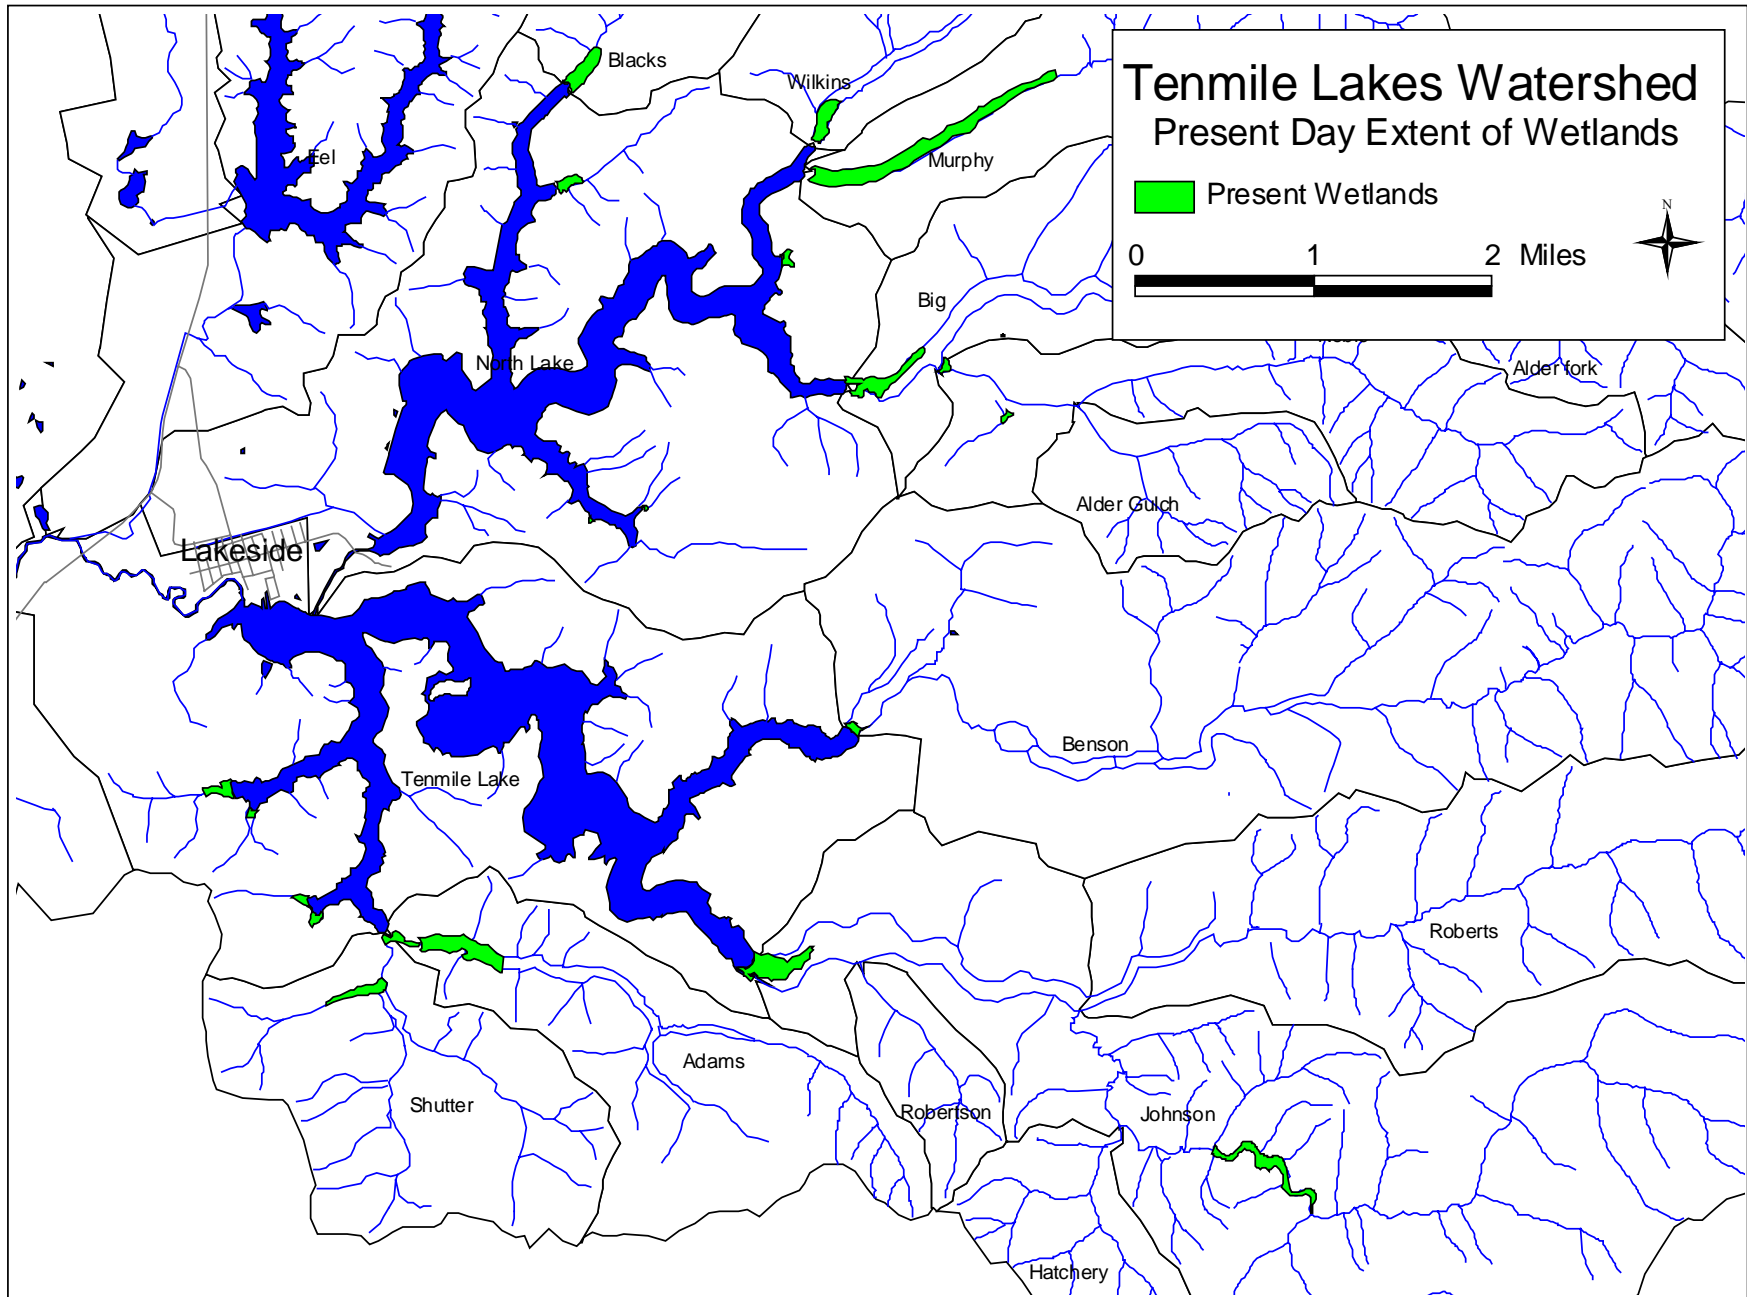 Tenmile Lakes Watershed
Present Day Extent of Wetlands
Present Wetlands
0 1 2 Miles
N
Blacks
Wilkins
Eel
Murphy
Big
North Lake
Alder fork
Alder Gulch
Lakeside
Benson
Tenmile Lake
Roberts
Adams
Shutter
Robertson
Johnson
Hatchery